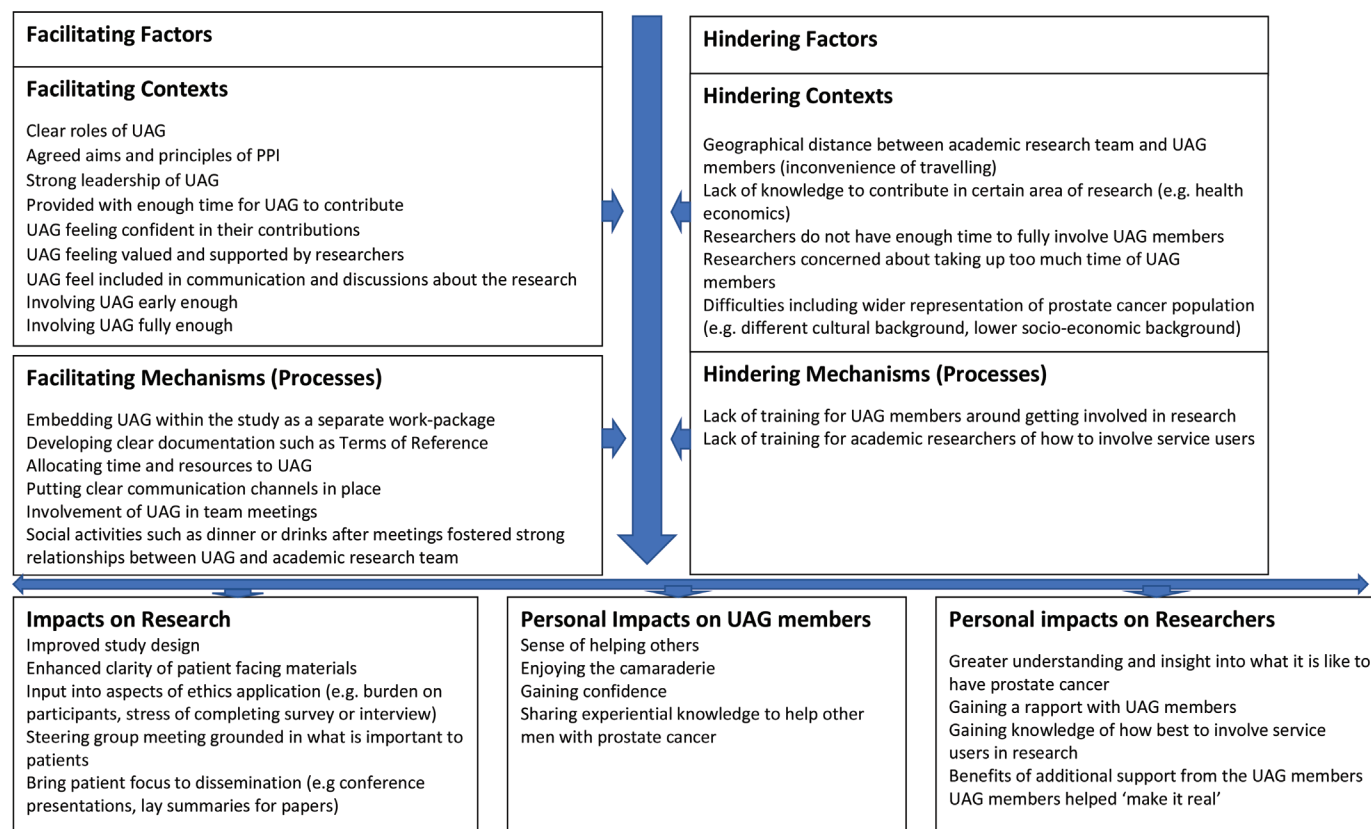 Facilitating Factors
Facilitating Contexts
Clear roles of UAG
Agreed aims and principles of PPI
Strong leadership of UAG
Provided with enough time for UAG to contribute
UAG feeling confident in their contributions
UAG feeling valued and supported by researchers
UAG feel included in communication and discussions about the research
Involving UAG early enough
Involving UAG fully enough
Facilitating Mechanisms (Processes)
Embedding UAG within the study as a separate work-package
Developing clear documentation such as Terms of Reference
Allocating time and resources to UAG
Putting clear communication channels in place
Involvement of UAG in team meetings
Social activities such as dinner or drinks after meetings fostered strong
relationships between UAG and academic research team
Hindering Factors
Hindering Contexts
Geographical distance between academic research team and UAG
members (inconvenience of travelling)
Lack of knowledge to contribute in certain area of research (e.g. health
economics)
Researchers do not have enough time to fully involve UAG members
Researchers concerned about taking up too much time of UAG
members
Difficulties including wider representation of prostate cancer population
(e.g. different cultural background, lower socio-economic background)
Hindering Mechanisms (Processes)
Lack of training for UAG members around getting involved in research
Lack of training for academic researchers of how to involve service users
Impacts on Research
Improved study design
Enhanced clarity of patient facing materials
Input into aspects of ethics application (e.g. burden on
participants, stress of completing survey or interview)
Steering group meeting grounded in what is important to
patients
Bring patient focus to dissemination (e.g conference
presentations, lay summaries for papers)
Personal Impacts on UAG members
Sense of helping others
Enjoying the camaraderie
Gaining confidence
Sharing experiential knowledge to help other
men with prostate cancer
Personal impacts on Researchers
Greater understanding and insight into what it is like to
have prostate cancer
Gaining a rapport with UAG members
Gaining knowledge of how best to involve service
users in research
Benefits of additional support from the UAG members
UAG members helped ‘make it real’